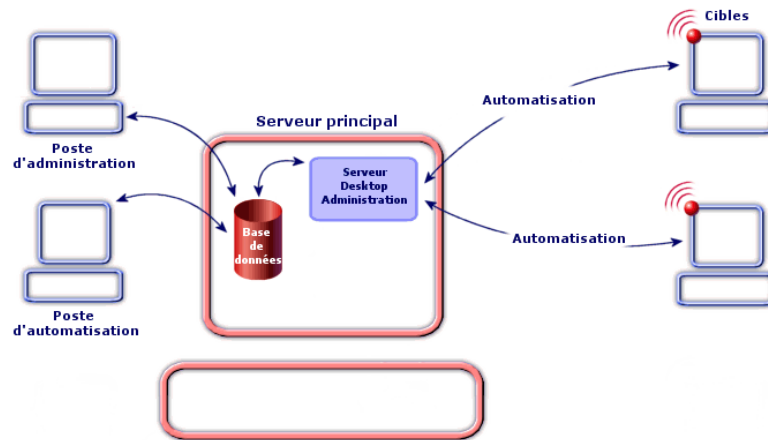 Cibles
Automatisation
Serveur principal
Poste
d'administration
Serveur
Desktop
Administration
Base
de
données
Automatisation
Poste
d'automatisation